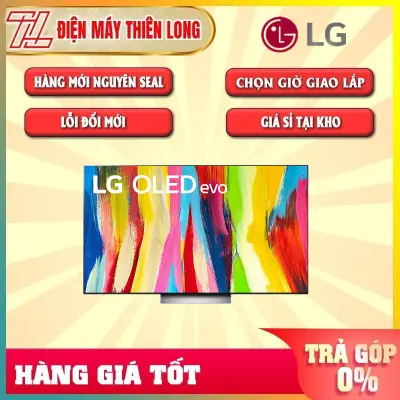 TL ĐIỆN MÁY THIÊN LONG
LG
HÀNG MỚI NGUYÊN SEAL
CHỌN GIỜ GIAO LẮP
LỖI ĐỔI MỚI
GIÁ SỈ TẠI KHO
LG OLED evo
HÀNG GIÁ TỐT
TRẢ GÓP
0%